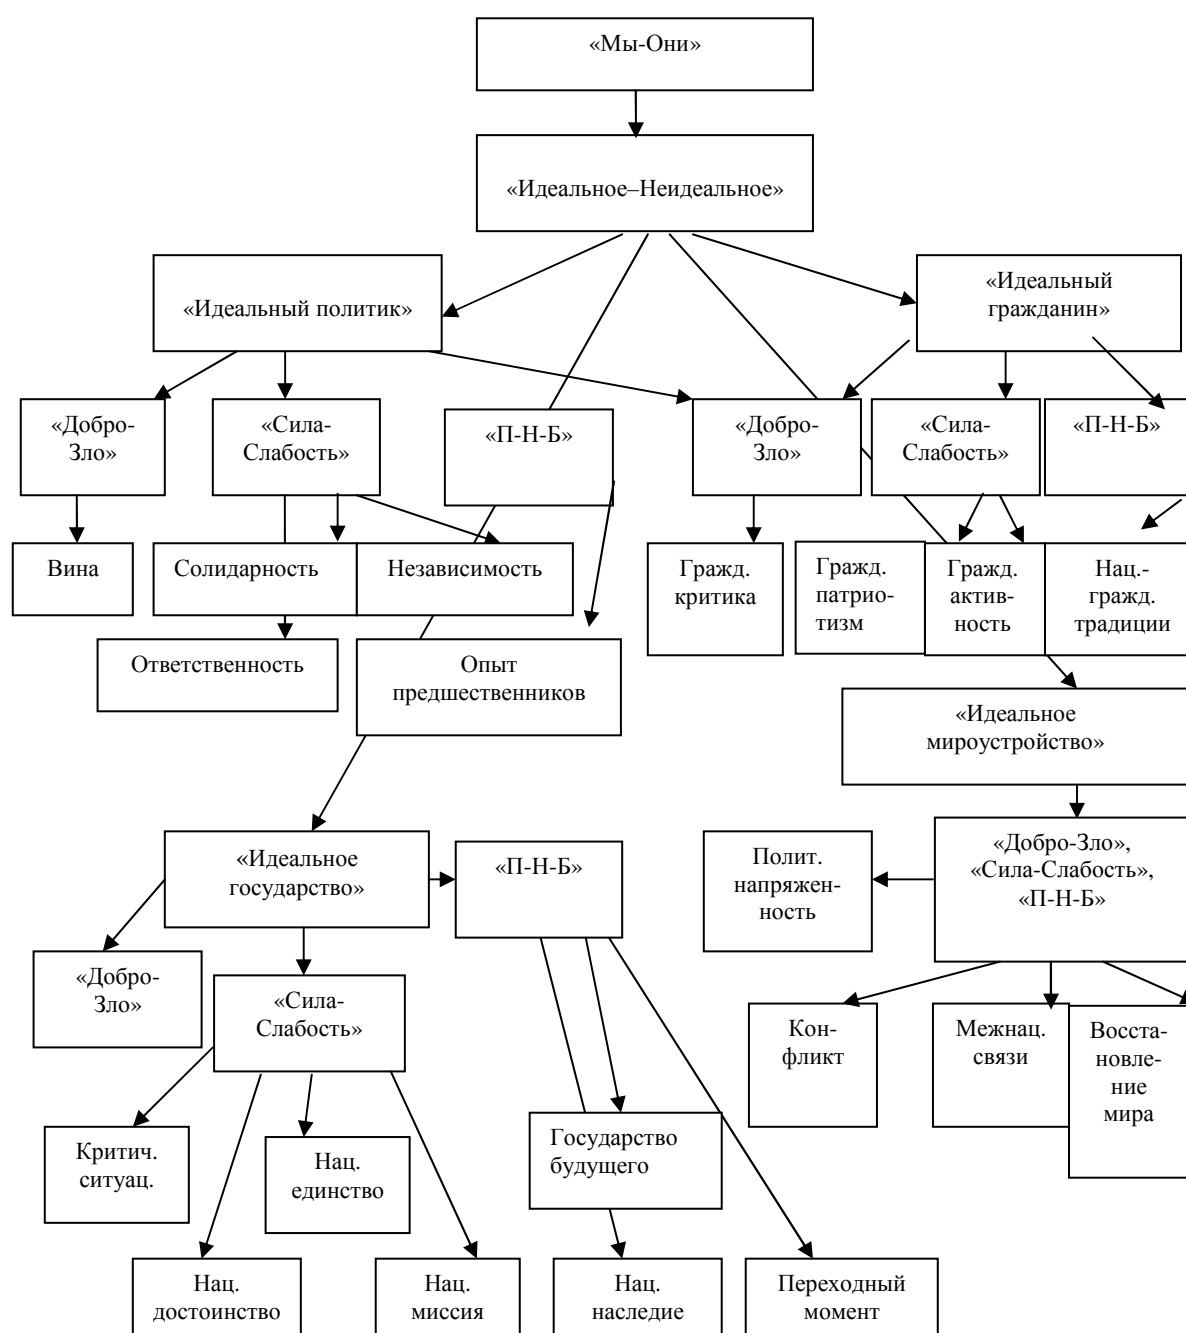 «Мы-Они»
«Идеальное–Неидеальное»
«Идеальный политик»
«Идеальный
гражданин»
«Добро-
Зло»
«Сила-
Слабость»
«П-Н-Б»
«Добро-
Зло»
«Сила-
Слабость»
«П-Н-Б»
Вина
Солидарность
Независимость
Гражд.
критика
Гражд.
патрио-
тизм
Гражд.
актив-
ность
Нац.-
гражд.
традиции
Ответственность
Опыт
предшественников
«Идеальное
мироустройство»
«Идеальное
государство»
«П-Н-Б»
Полит.
напряжен-
ность
«Добро-Зло»,
«Сила-Слабость»,
«П-Н-Б»
«Добро-
Зло»
«Сила-
Слабость»
Кон-
фликт
Межнац.
связи
Восста-
новле-
ние
мира
Критич.
ситуац.
Нац.
единство
Государство
будущего
Нац.
достоинство
Нац.
миссия
Нац.
наследие
Переходный
момент